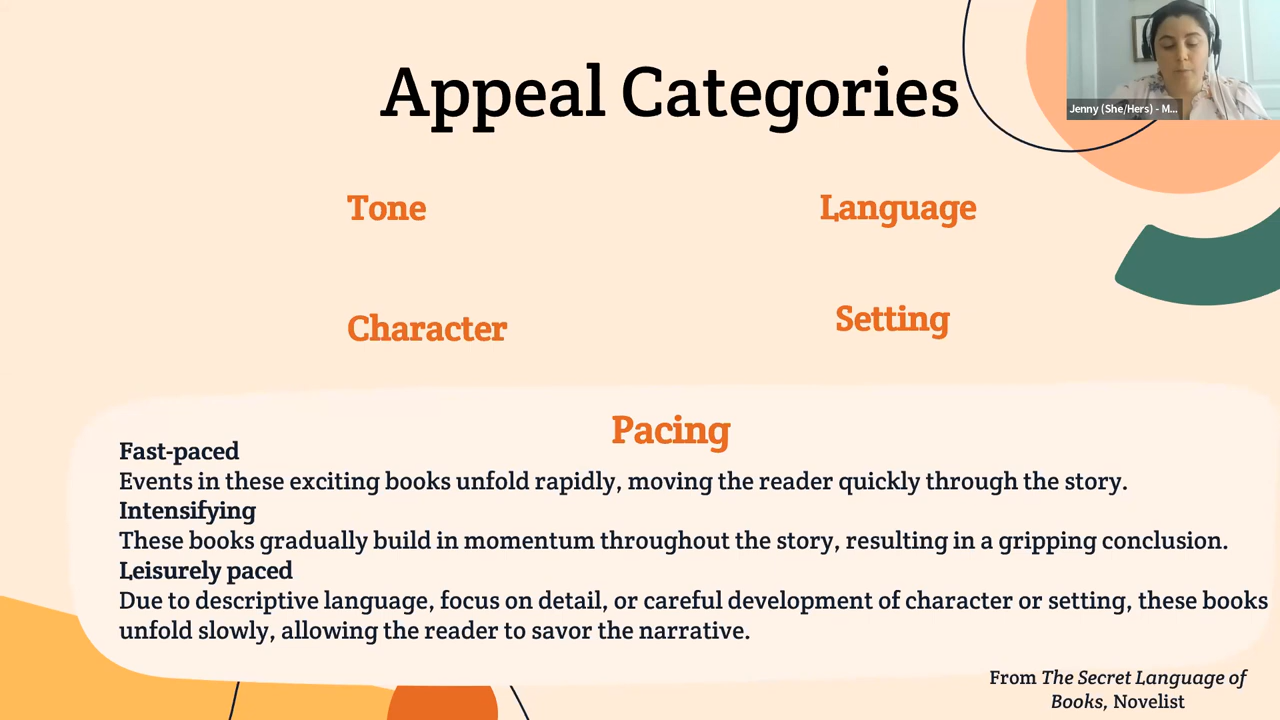 Appeal Categories
Jenny (She/Hers) - M...
Tone
Language
Character
Setting
Pacing
Fast-paced
Events in these exciting books unfold rapidly, moving the reader quickly through the story.
Intensifying
These books gradually build in momentum throughout the story, resulting in a gripping conclusion.
Leisurely paced
Due to descriptive language, focus on detail, or careful development of character or setting, these books
unfold slowly, allowing the reader to savor the narrative.
From The Secret Language of
Books, Novelist